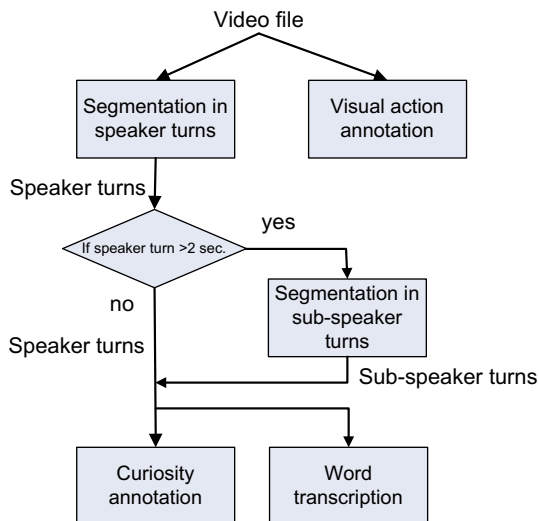 Video file
Segmentation in
speaker turns
Visual action
annotation
Speaker turns
If speaker turn >2 sec.
yes
no
Segmentation in
sub-speaker
turns
Speaker turns
Sub-speaker turns
Curiosity
annotation
Word
transcription